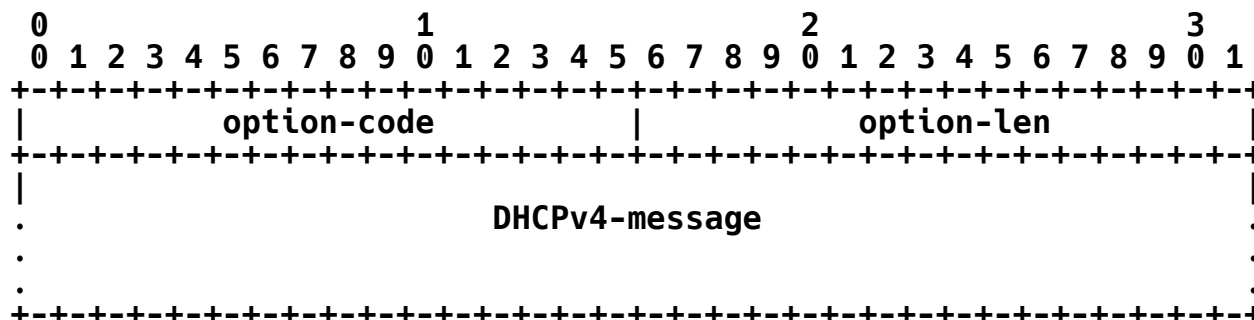 0                   1                   2                   3
 0 1 2 3 4 5 6 7 8 9 0 1 2 3 4 5 6 7 8 9 0 1 2 3 4 5 6 7 8 9 0 1
+-+-+-+-+-+-+-+-+-+-+-+-+-+-+-+-+-+-+-+-+-+-+-+-+-+-+-+-+-+-+-+-+
|          option-code          |           option-len          |
+-+-+-+-+-+-+-+-+-+-+-+-+-+-+-+-+-+-+-+-+-+-+-+-+-+-+-+-+-+-+-+-+
|                                                               |
.                        DHCPv4-message                         .
.                                                               .
.                                                               .
+-+-+-+-+-+-+-+-+-+-+-+-+-+-+-+-+-+-+-+-+-+-+-+-+-+-+-+-+-+-+-+-+